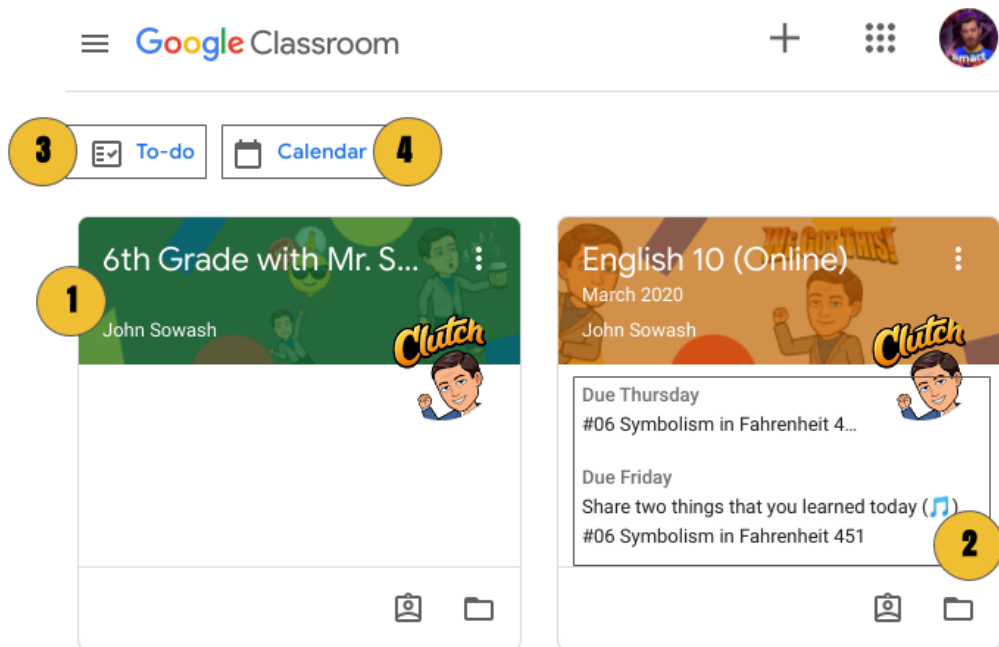 Google Classroom
smart
3 To-do Calendar 4
6th Grade with Mr. S...
1
John Sowash
Clutch
WE GOT THIS!
English 10 (Online)
March 2020
John Sowash
Clutch
Due Thursday
#06 Symbolism in Fahrenheit 4...
Due Friday
Share two things that you learned today (🎵)
#06 Symbolism in Fahrenheit 451
2